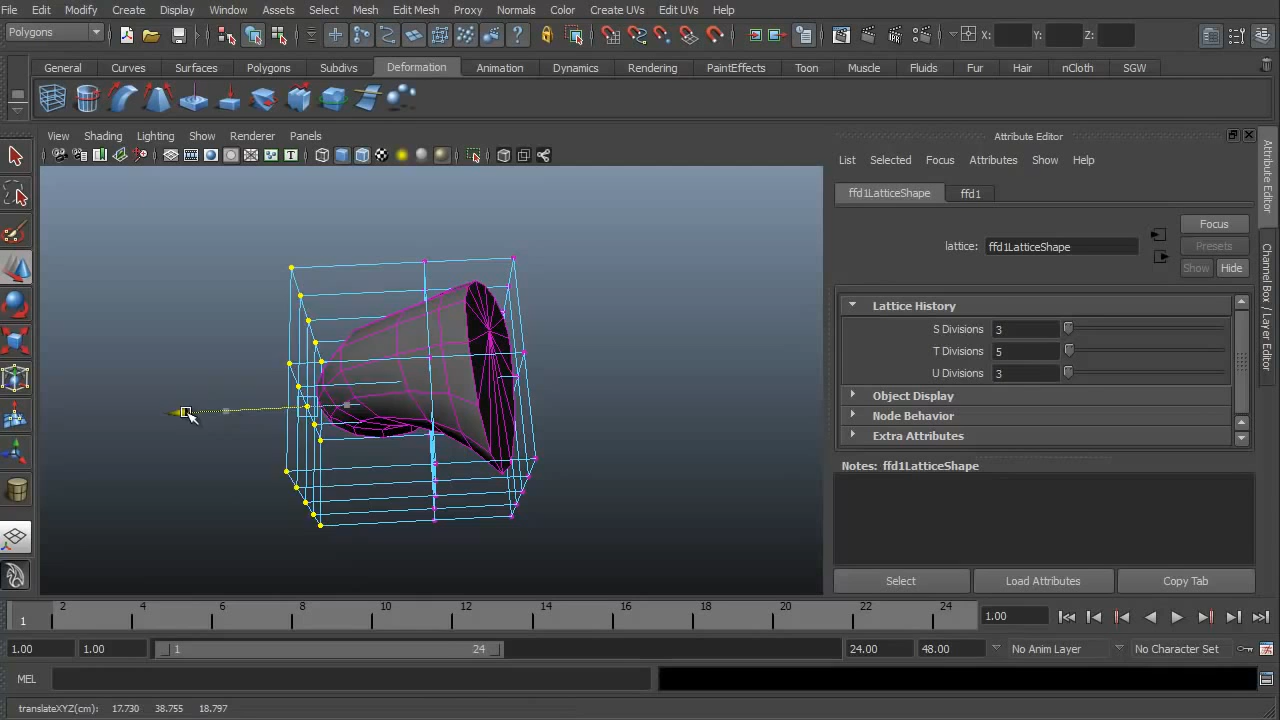 File Edit Modify Create Display Window Assets Select Mesh Edit Mesh Proxy Normals Color Create UVs Edit UVs Help
Polygons X: Y: Z:
General Curves Surfaces Polygons Subdivs Deformation Animation Dynamics Rendering PaintEffects Toon Muscle Fluids Fur Hair nCloth SGW
View Shading Lighting Show Renderer Panels
Attribute Editor
List Selected Focus Attributes Show Help
ffd1LatticeShape ffd1
Focus
lattice: ffd1LatticeShape Presets
Show Hide
Lattice History
S Divisions 3
T Divisions 5
U Divisions 3
Object Display
Node Behavior
Extra Attributes
Notes: ffd1LatticeShape
Select Load Attributes Copy Tab
Attribute Editor
Channel Box / Layer Editor
1 2 4 6 8 10 12 14 16 18 20 22 24 1.00
1.00 1.00 1 24 24.00 48.00 No Anim Layer No Character Set
MEL
translateXYZ(cm): 17.730 38.755 18.797